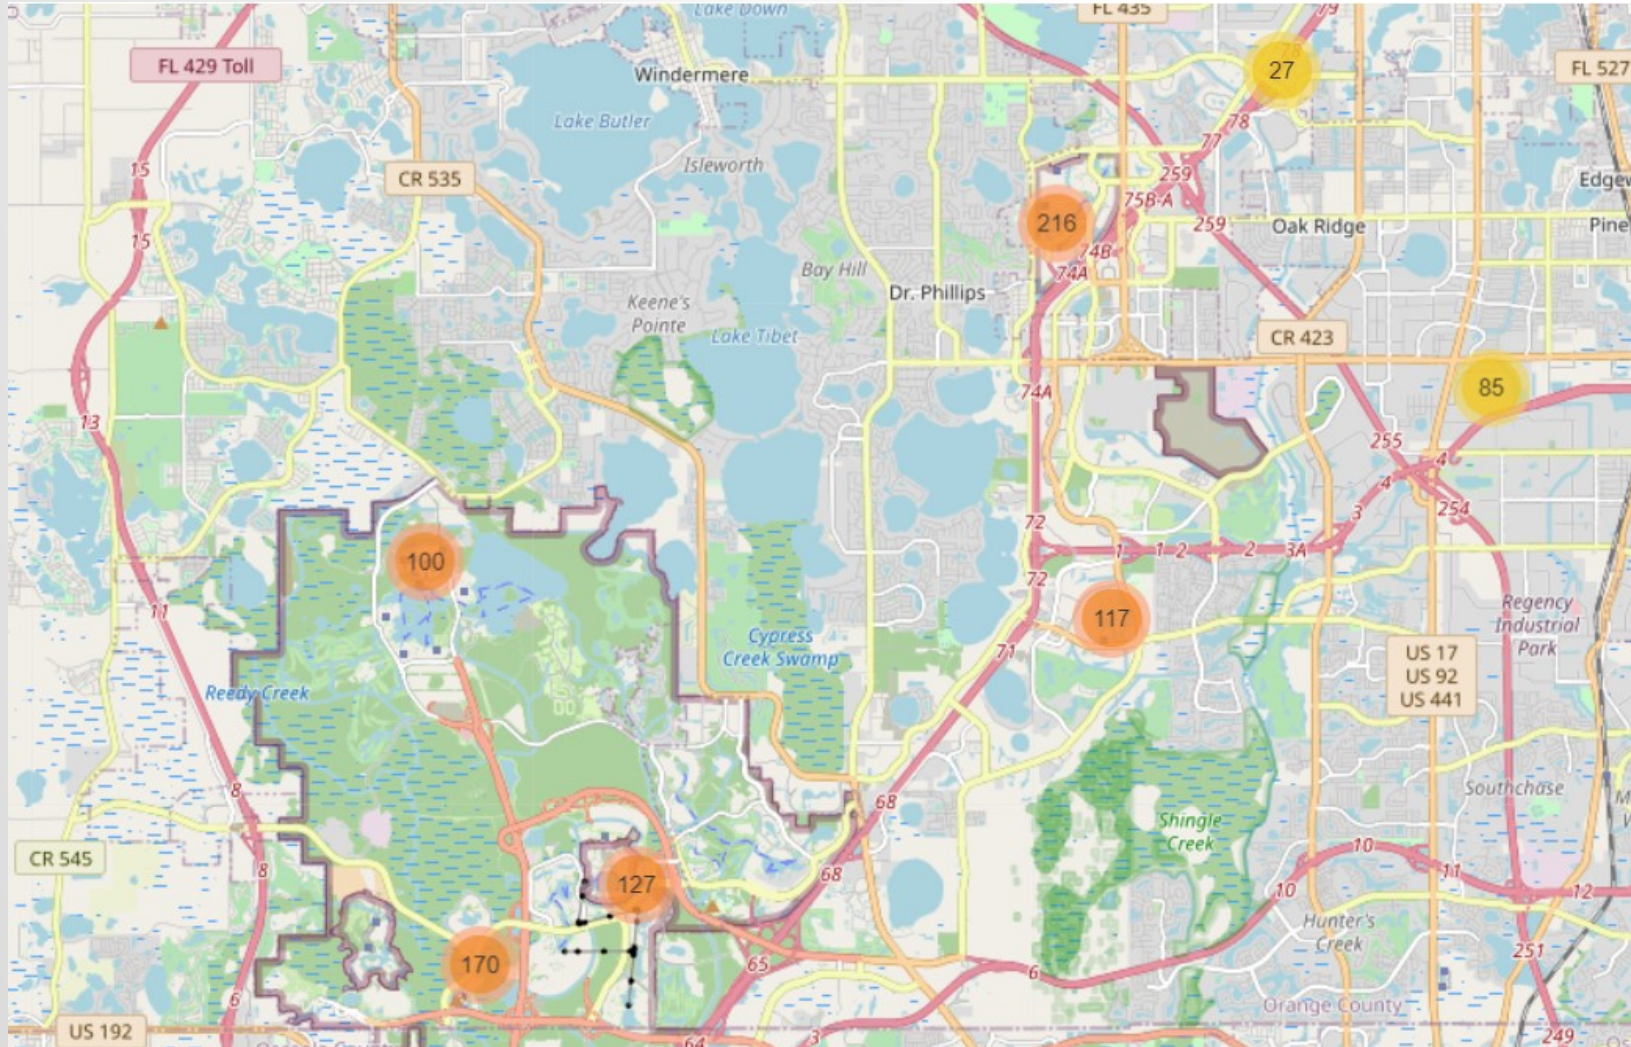 Lake Down
FL 435
79
FL 429 Toll
Windermere
78
27
FL 527
Lake Butler
78
77
15
CR 535
Isleworth
259
75B-A
Oak Ridge
216
259
15
74B
Bay Hill
74A
Dr. Phillips
Keene's
Pointe
Lake Tibet
CR 423
85
74A
13
255
4
4
254
3
72
1
1
2
2
3A
100
72
11
117
Regency
Industrial
Park
Cypress
Creek Swamp
71
US 17
US 92
US 441
Reedy Creek
8
68
Southchase
Shingle
Creek
CR 545
8
127
68
10
11
10
12
Hunter's
Creek
170
65
6
251
6
Orange County
US 192
64
3
249